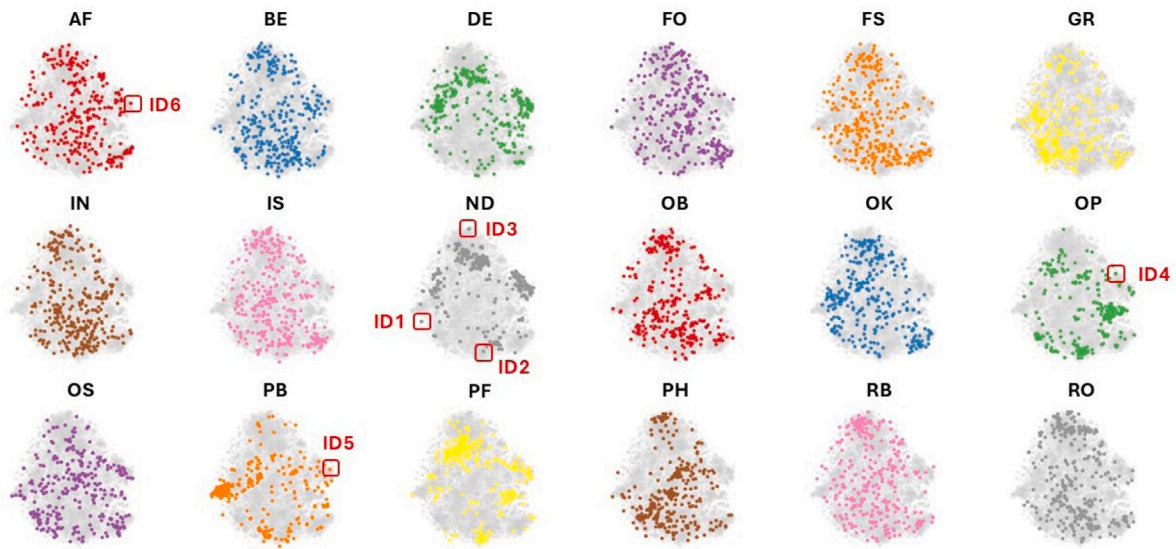 AF BE DE FO FS GR
ID6
IN IS ND OB OK OP
ID3
ID4
ID1
ID2
OS PB PF PH RB RO
ID5